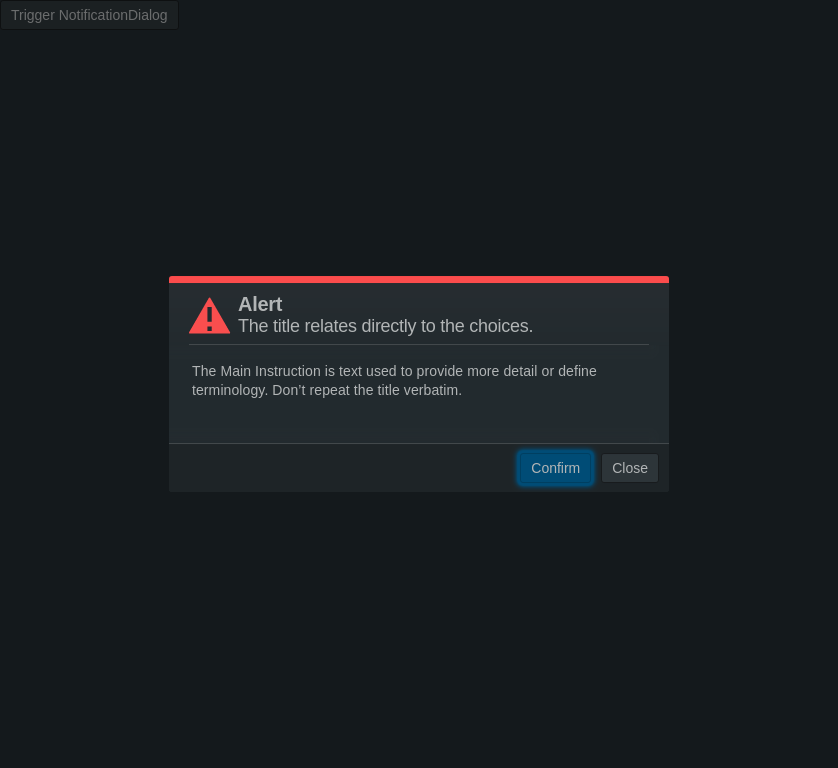 Trigger NotificationDialog
Alert
The title relates directly to the choices.
The Main Instruction is text used to provide more detail or define
terminology. Don’t repeat the title verbatim.
Confirm Close